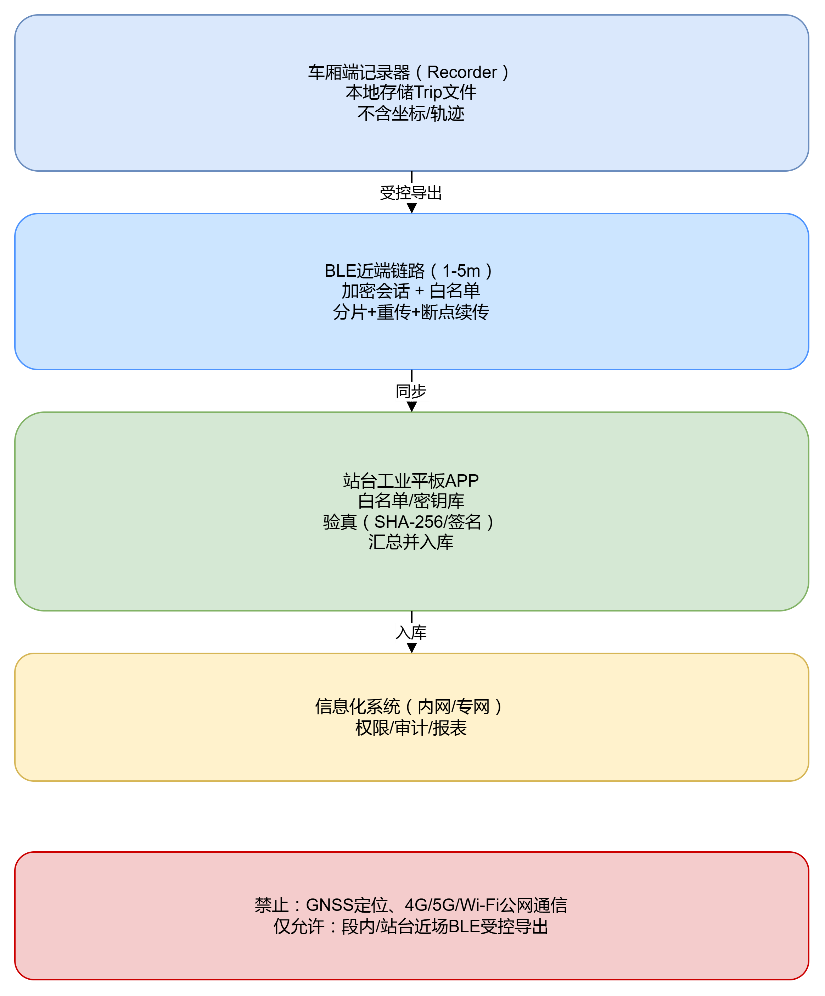 车厢端记录器（Recorder）
本地存储Trip文件
不含坐标/轨迹
受控导出
BLE近端链路（1-5m）
加密会话 + 白名单
分片+重传+断点续传
同步
站台工业平板APP
白名单/密钥库
验真（SHA-256/签名）
汇总并入库
入库
信息化系统（内网/专网）
权限/审计/报表
禁止：GNSS定位、4G/5G/Wi-Fi公网通信
仅允许：段内/站台近场BLE受控导出